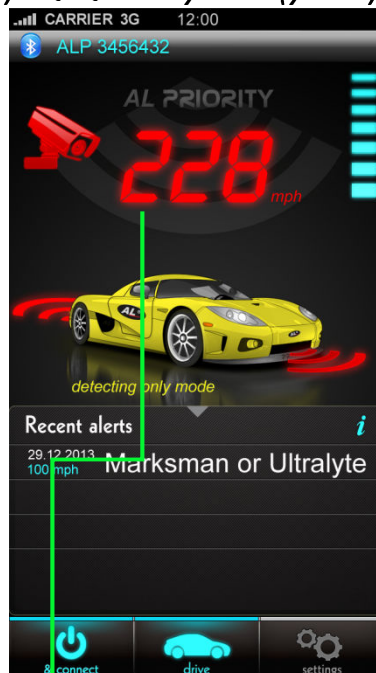 CARRIER 3G 12:00
ALP 3456432
AL PRIORITY
228
mph
AL
detecting only mode
Recent alerts i
29.12.2013
100 mph
Marksman or Ultralyte
& connect drive settings